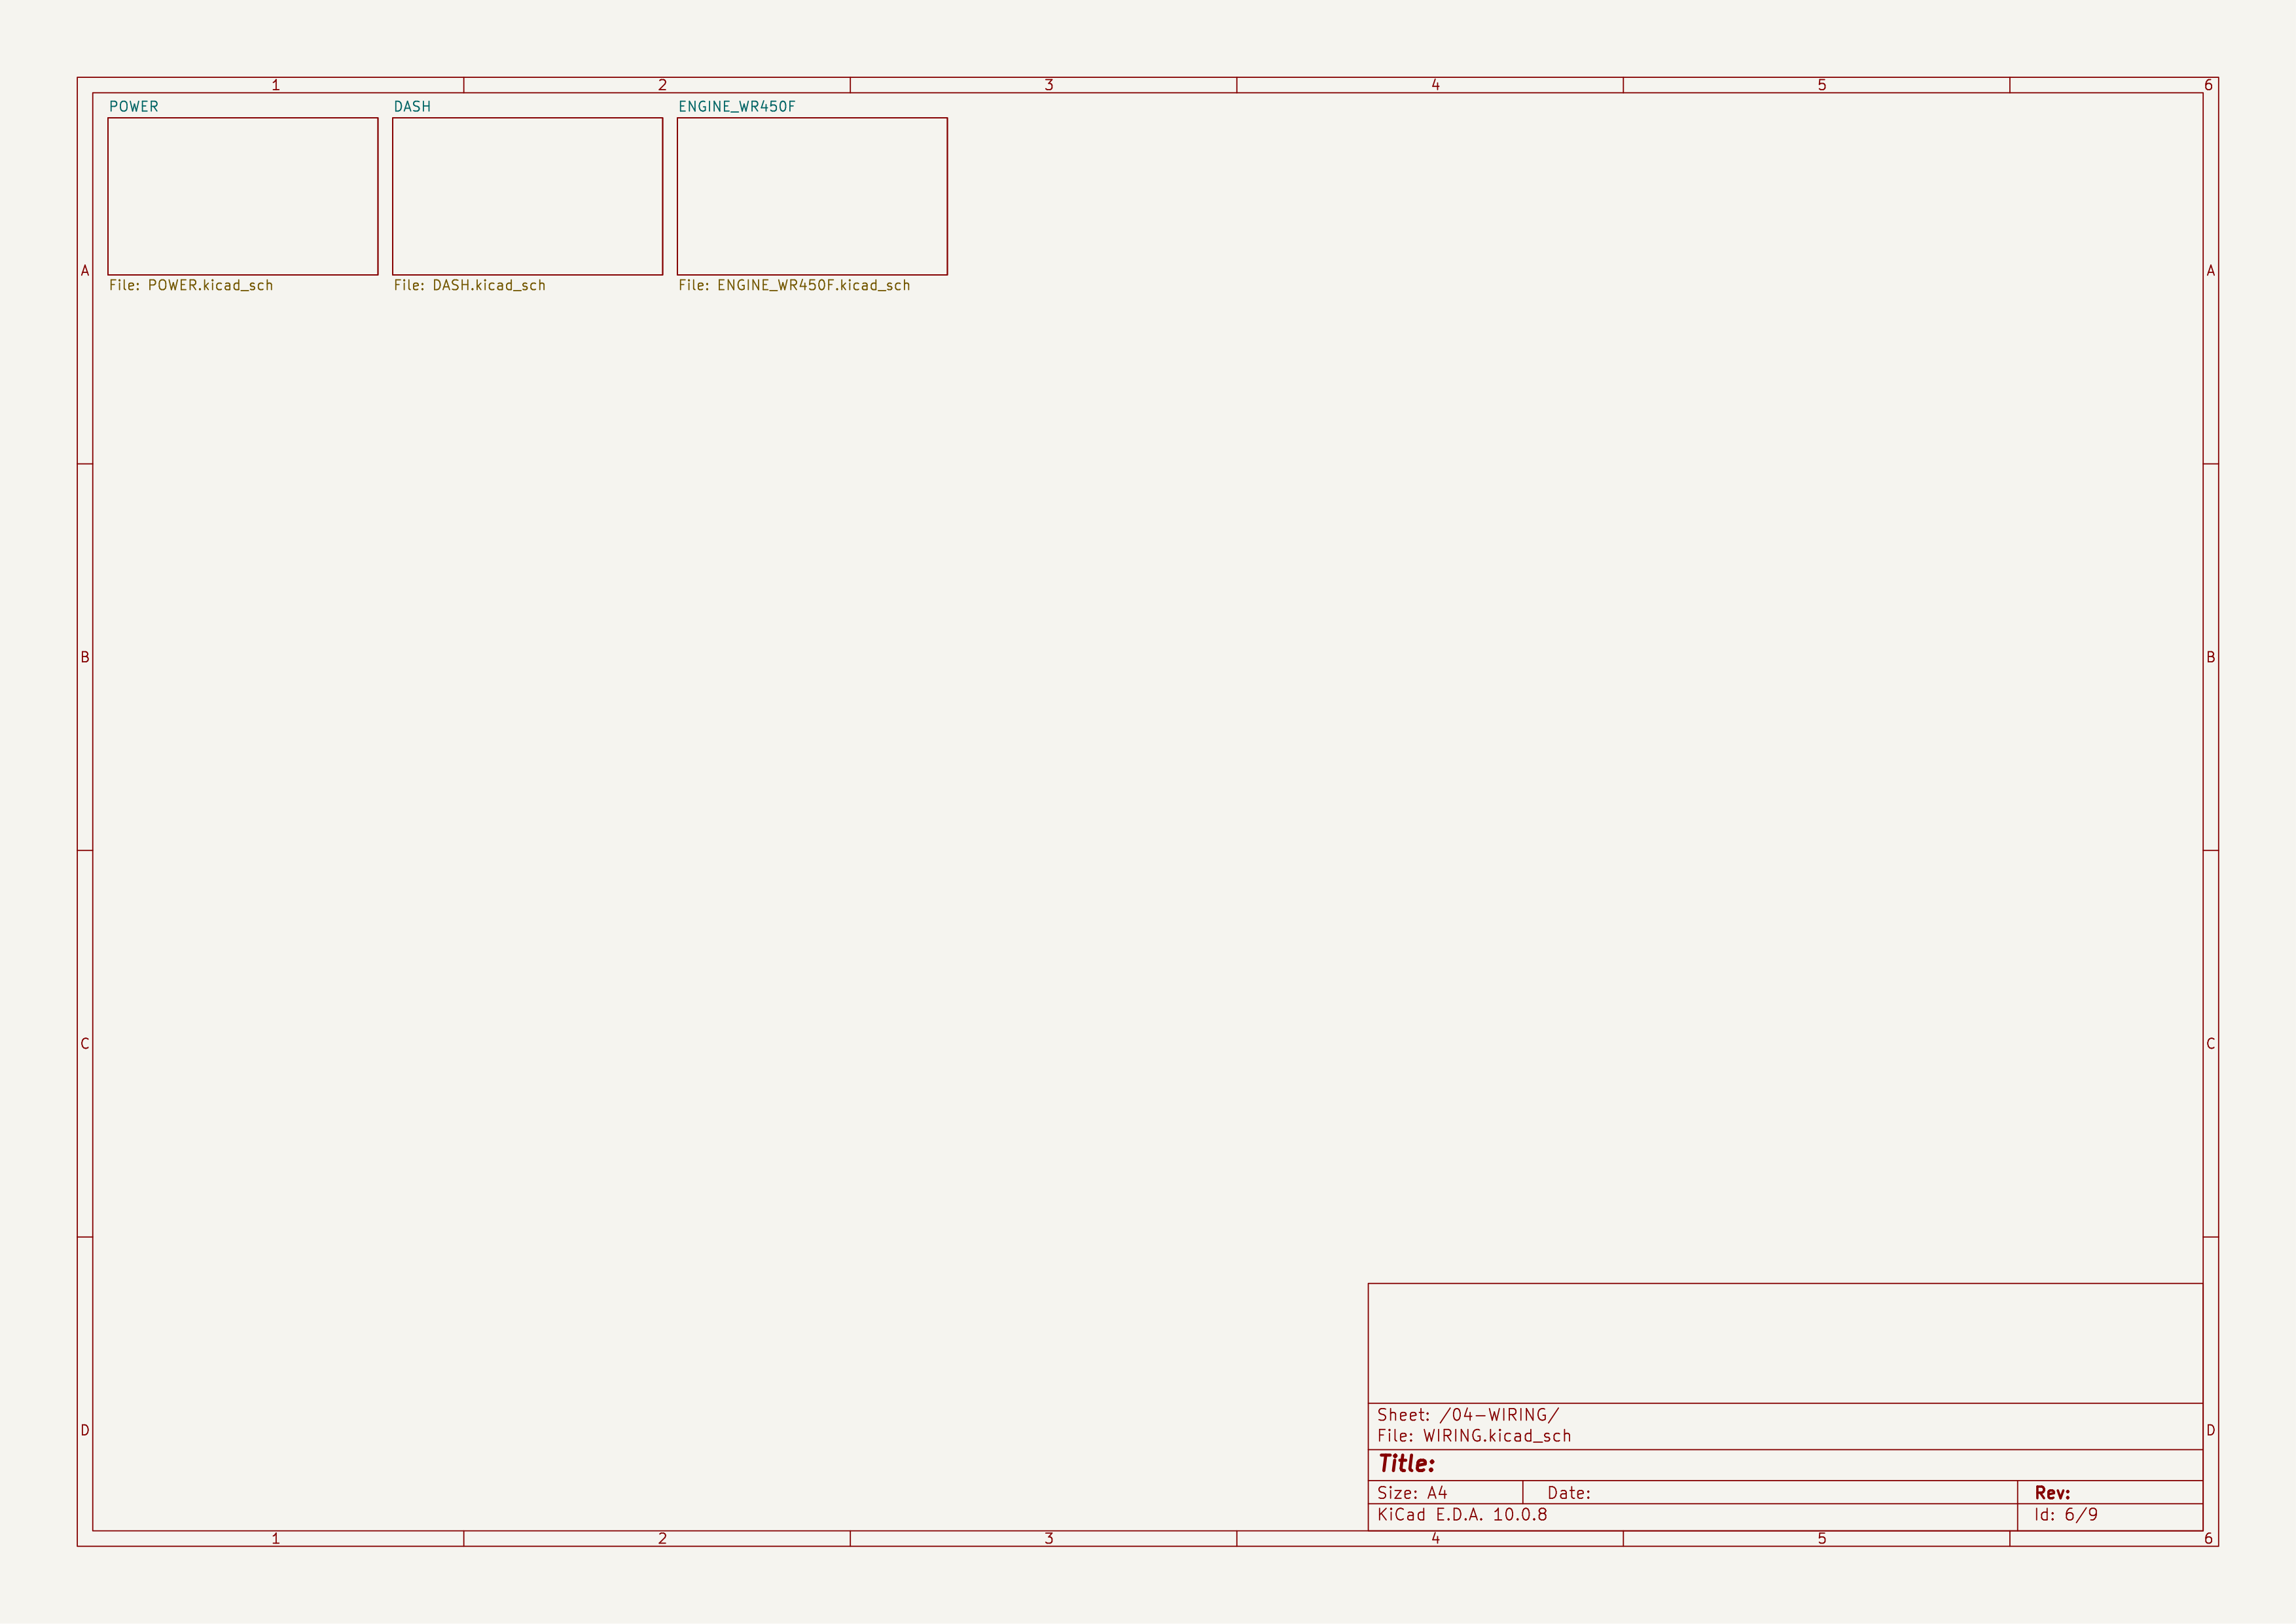 1 2 3 4 5 6
POWER DASH ENGINE_WR450F
A A
File: POWER.kicad_sch File: DASH.kicad_sch File: ENGINE_WR450F.kicad_sch
B B
C C
Sheet: /04-WIRING/
D D
File: WIRING.kicad_sch
Title:
Size: A4 Date: Rev:
KiCad E.D.A. 10.0.8 Id: 6/9
1 2 3 4 5 6